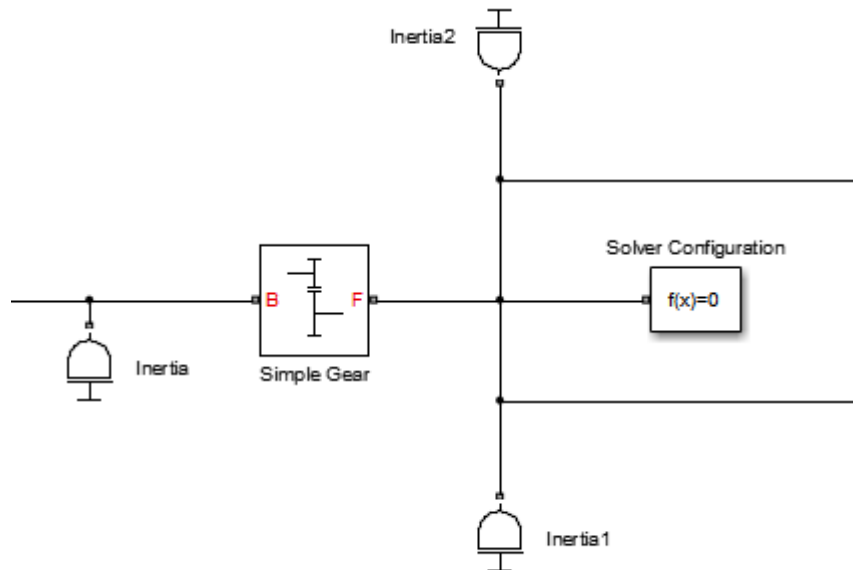 Inertia2
Solver Configuration
B
F
f(x)=0
Inertia
Simple Gear
Inertia1